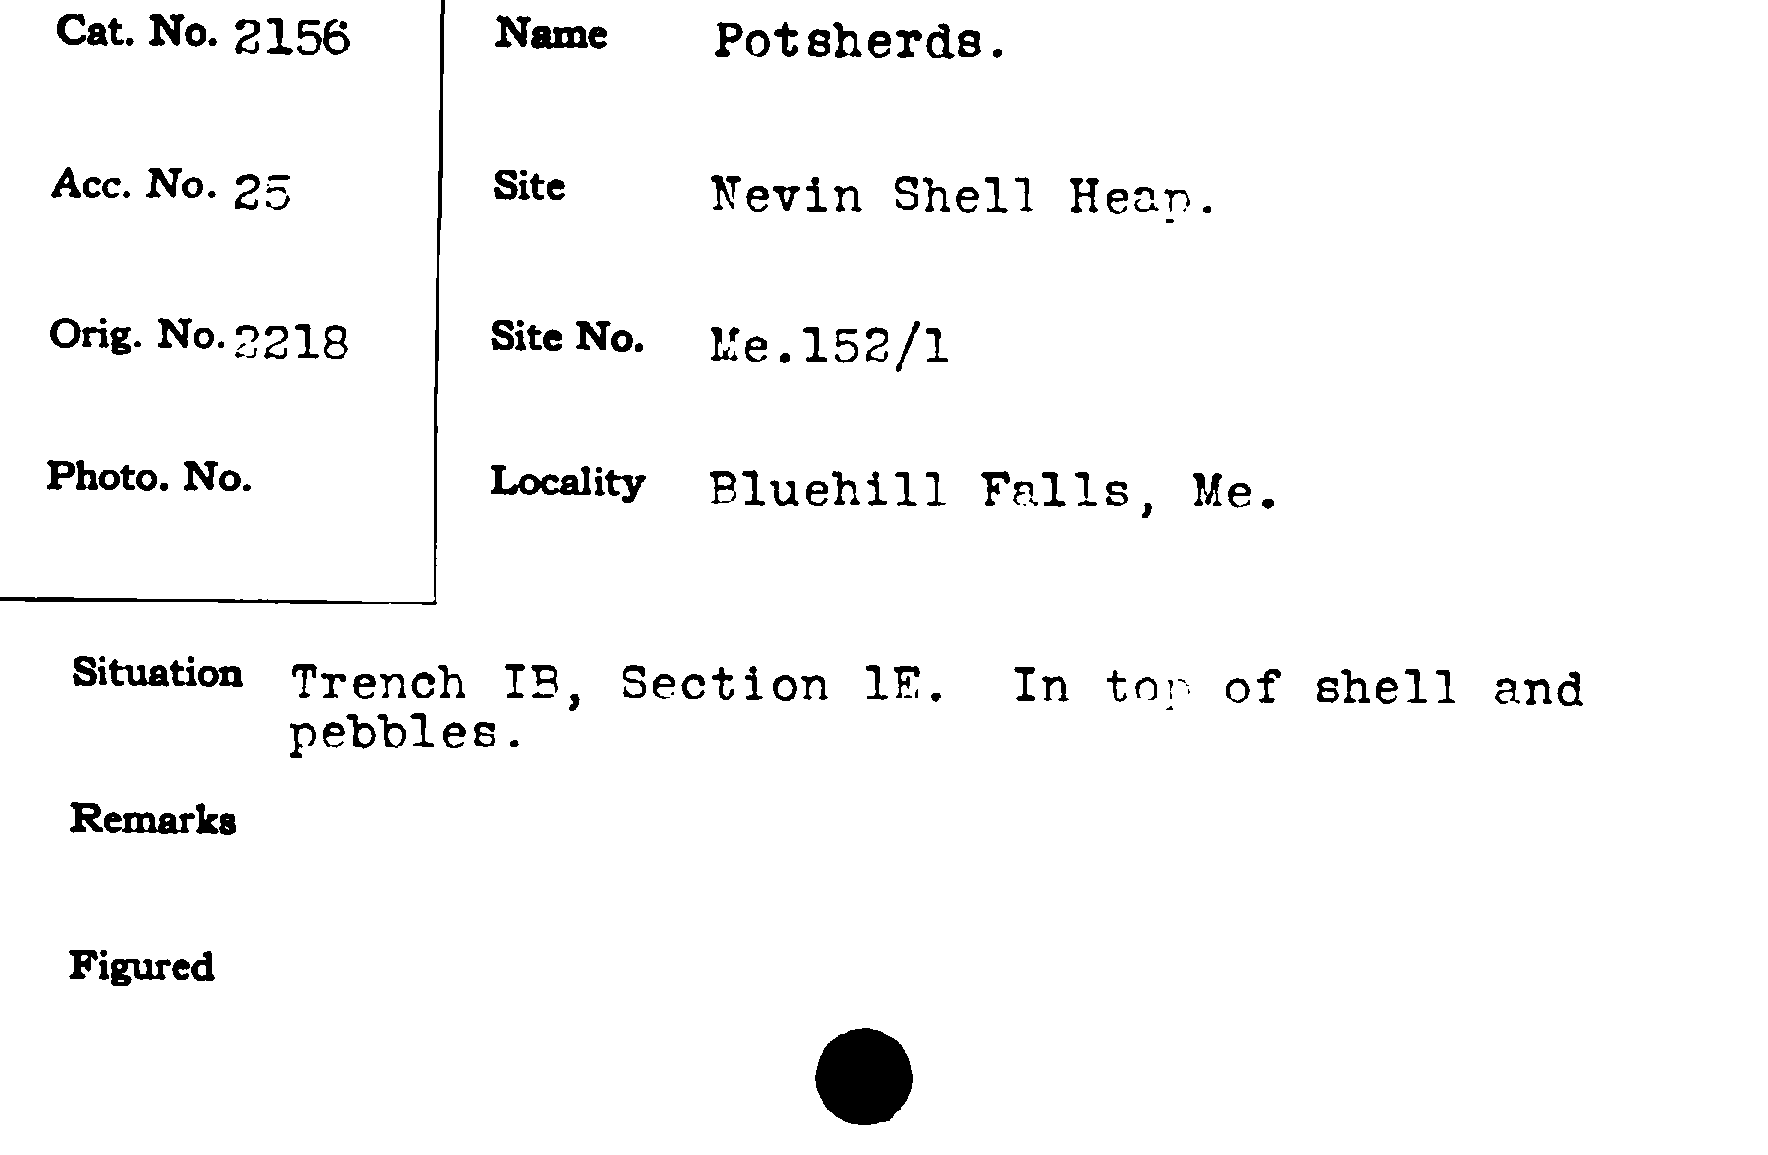 Cat. No. 2156
Acc. No. 25
Orig. No. 2218
Photo. No.
Name Potsherds.
Site Nevin Shell Heap.
Site No. Me.152/1
Locality Bluehill Falls, Me.
Situation Trench IB, Section 1E. In top of shell and
pebbles.
Remarks
Figured